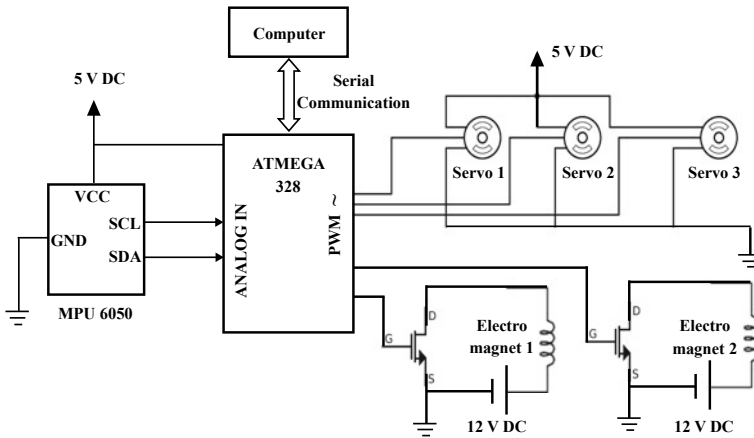 Computer
5 V DC
5 V DC
Serial
Communication
ATMEGA
328
Servo 1
Servo 2
Servo 3
VCC
SCL
GND
SDA
ANALOG IN
PWM ~
MPU 6050
D
G
S
Electro
magnet 1
12 V DC
D
G
S
Electro
magnet 2
12 V DC